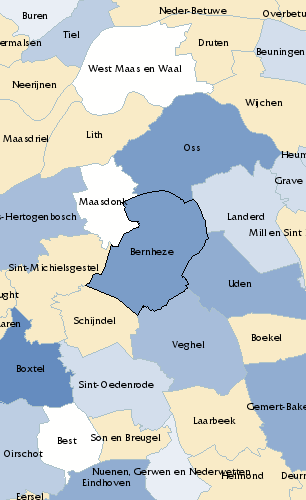 Neder-Betuwe
Buren
Overbetu
Tiel
ermalsen
Druten
Beuningen
West Maas en Waal
Neerijnen
Wijchen
Lith
Maasdriel
Oss
Heum
Grave
Maasdonk
s-Hertogenbosch
Landerd
Mill en Sint
Bernheze
Sint-Michielsgestel
Uden
ught
Schijndel
aren
Boekel
Veghel
Boxtel
Sint-Oedenrode
Gemert-Bake
Laarbeek
Best
Son en Breugel
Oirschot
Nuenen, Gerwen en Nederwetten
Helmond
Deurn
Eindhoven
Eersel